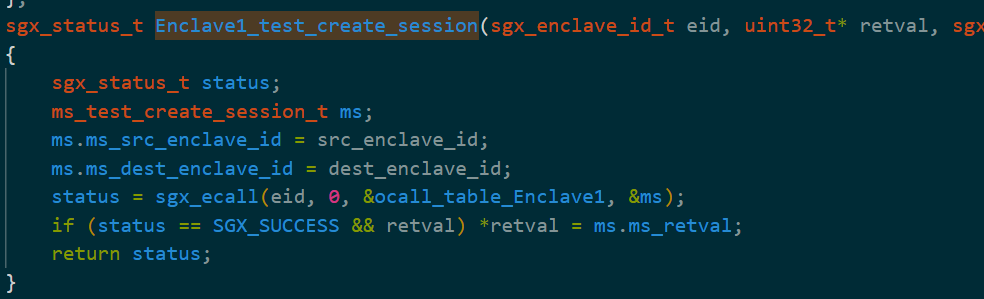 };
sgx_status_t Enclave1_test_create_session(sgx_enclave_id_t eid, uint32_t* retval, sgx
{
sgx_status_t status;
ms_test_create_session_t ms;
ms.ms_src_enclave_id = src_enclave_id;
ms.ms_dest_enclave_id = dest_enclave_id;
status = sgx_ecall(eid, 0, &ocall_table_Enclave1, &ms);
if (status == SGX_SUCCESS && retval) *retval = ms.ms_retval;
return status;
}